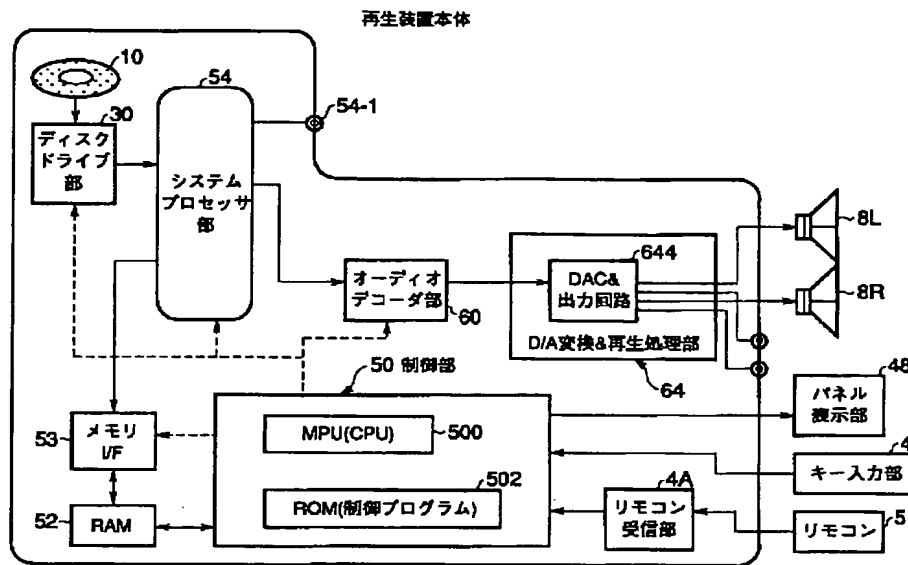 再生装置本体
10
54
54-1
30
ディスク
ドライブ
部
システム
プロセッサ
部
8L
644
オーディオ
デコーダ部
60
DAC&
出力回路
8R
D/A変換&再生処理部
64
50 制御部
48
パネル
表示部
53
メモリ
I/F
MPU(CPU)
500
4
キー入力部
502
4A
52
RAM
ROM(制御プログラム)
リモコン
受信部
リモコン
5